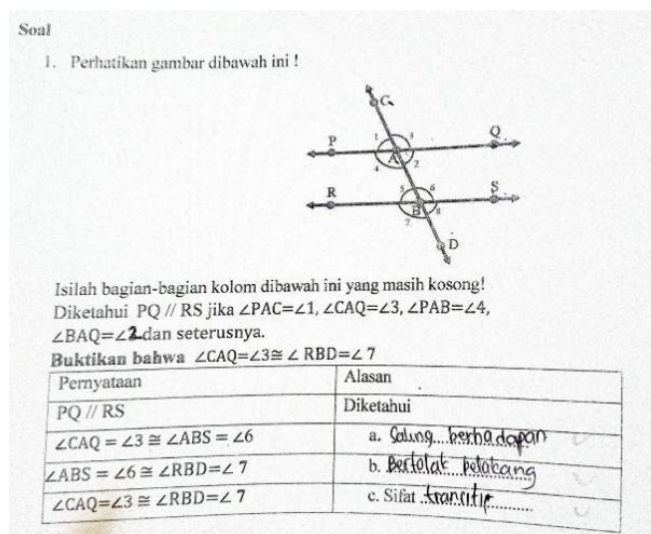 Soal
1. Perhatikan gambar dibawah ini !
C
P
1
3
Q
A
4
2
R
5
6
S
B
7
8
D
Isilah bagian-bagian kolom dibawah ini yang masih kosong!
Diketahui PQ // RS jika ∠PAC=∠1, ∠CAQ=∠3, ∠PAB=∠4,
∠BAQ=∠2 dan seterusnya.
Buktikan bahwa ∠CAQ=∠3≅ ∠ RBD=∠ 7
Pernyataan Alasan
PQ // RS Diketahui
∠CAQ = ∠3 ≅ ∠ABS = ∠6 a. Saling...berhadapan
∠ABS = ∠6 ≅ ∠RBD=∠ 7 b. Bertolak belakang
∠CAQ=∠3 ≅ ∠RBD=∠ 7 c. Sifat ..transitif............